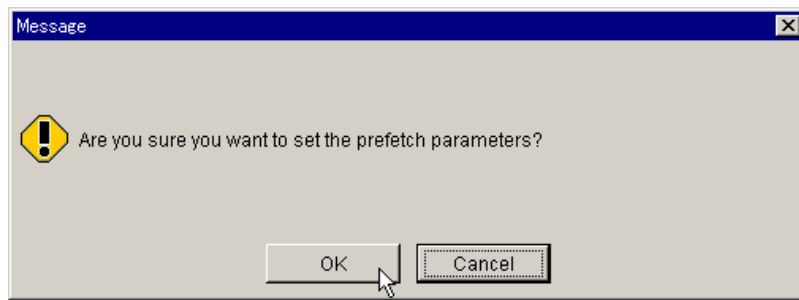 Message
Are you sure you want to set the prefetch parameters?
OK
Cancel